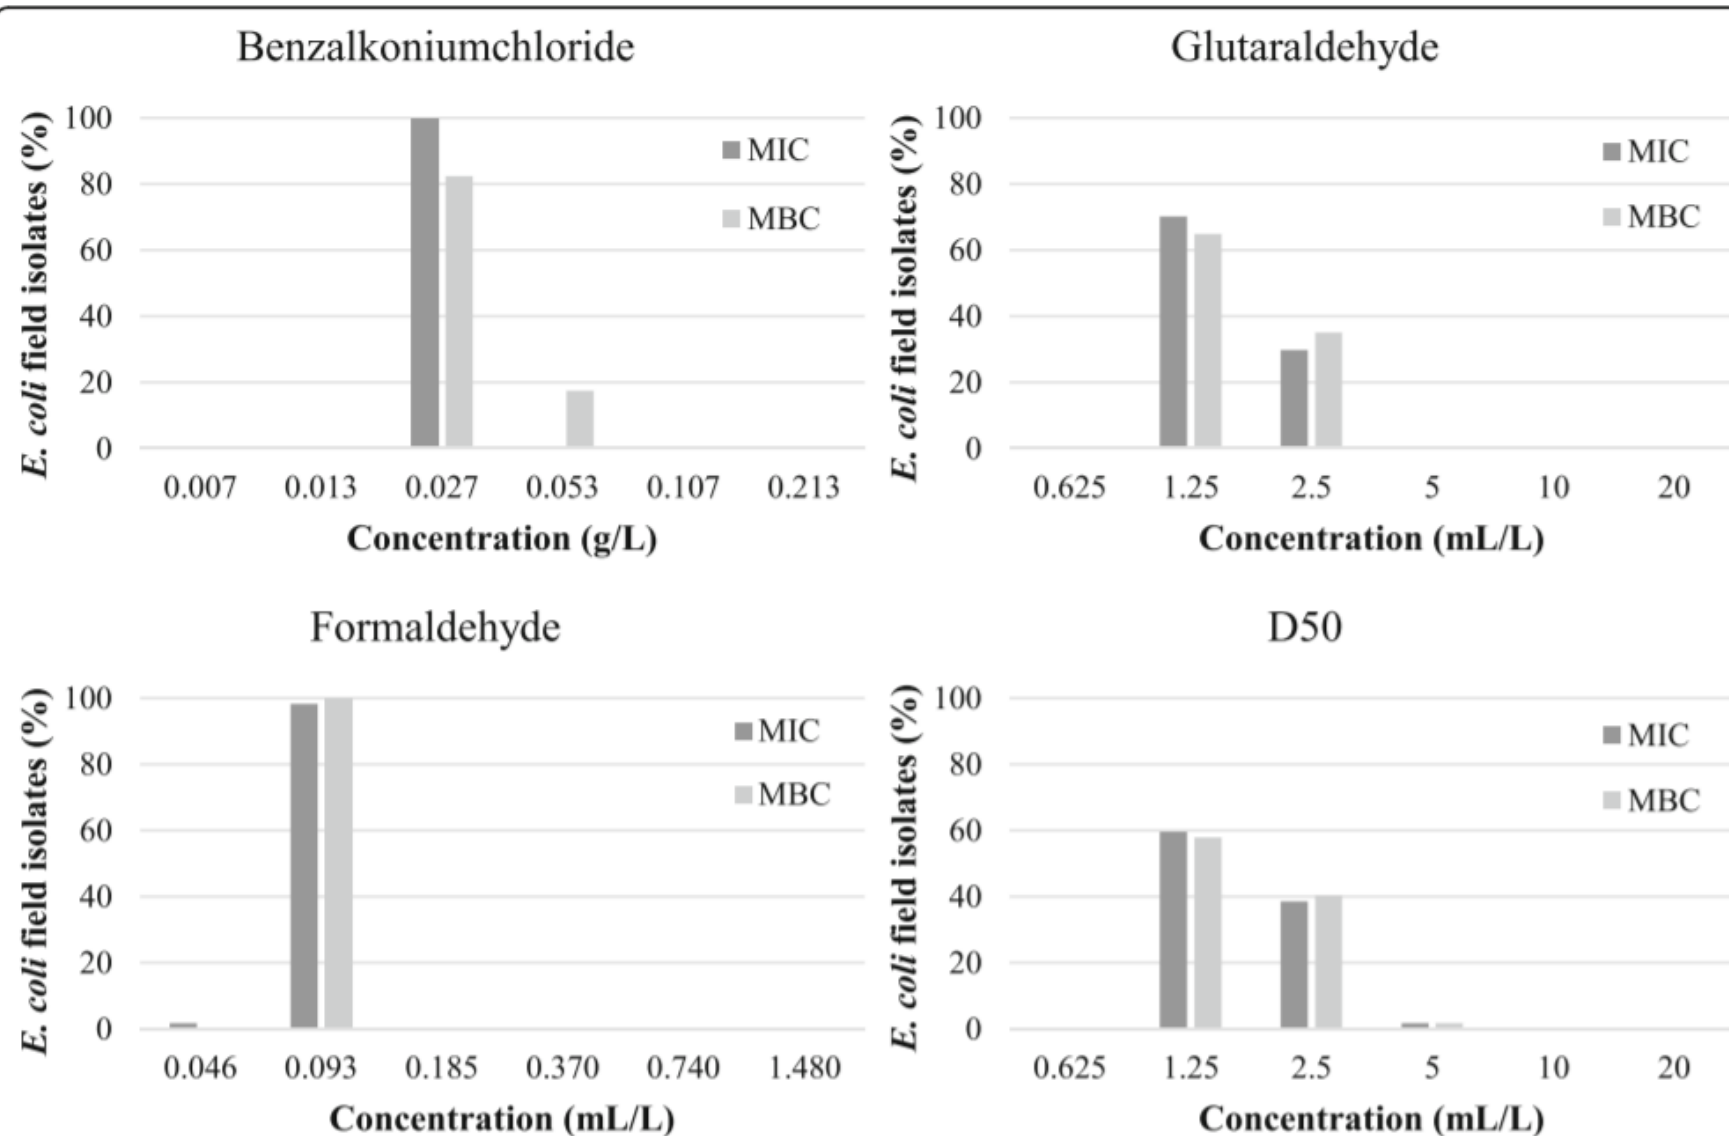 Benzalkoniumchloride
E. coli field isolates (%)
100
80
60
40
20
0
MIC
MBC
0.007 0.013 0.027 0.053 0.107 0.213
Concentration (g/L)
Glutaraldehyde
E. coli field isolates (%)
100
80
60
40
20
0
MIC
MBC
0.625 1.25 2.5 5 10 20
Concentration (mL/L)
Formaldehyde
E. coli field isolates (%)
100
80
60
40
20
0
MIC
MBC
0.046 0.093 0.185 0.370 0.740 1.480
Concentration (mL/L)
D50
E. coli field isolates (%)
100
80
60
40
20
0
MIC
MBC
0.625 1.25 2.5 5 10 20
Concentration (mL/L)